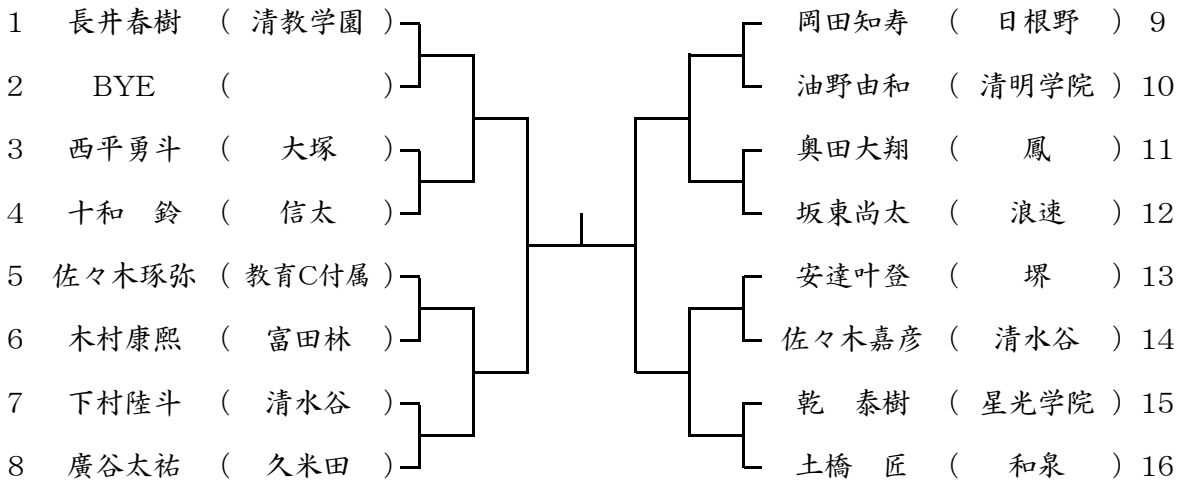 1 長井春樹 ( 清教学園 ) 岡田知寿 ( 日根野 ) 9
2 BYE ( ) 油野由和 ( 清明学院 ) 10
3 西平勇斗 ( 大塚 ) 奥田大翔 ( 鳳 ) 11
4 十和 鈴 ( 信太 ) 坂東尚太 ( 浪速 ) 12
5 佐々木琢弥 ( 教育C付属 ) 安達叶登 ( 堺 ) 13
6 木村康熙 ( 富田林 ) 佐々木嘉彦 ( 清水谷 ) 14
7 下村陸斗 ( 清水谷 ) 乾 泰樹 ( 星光学院 ) 15
8 廣谷太祐 ( 久米田 ) 土橋 匠 ( 和泉 ) 16